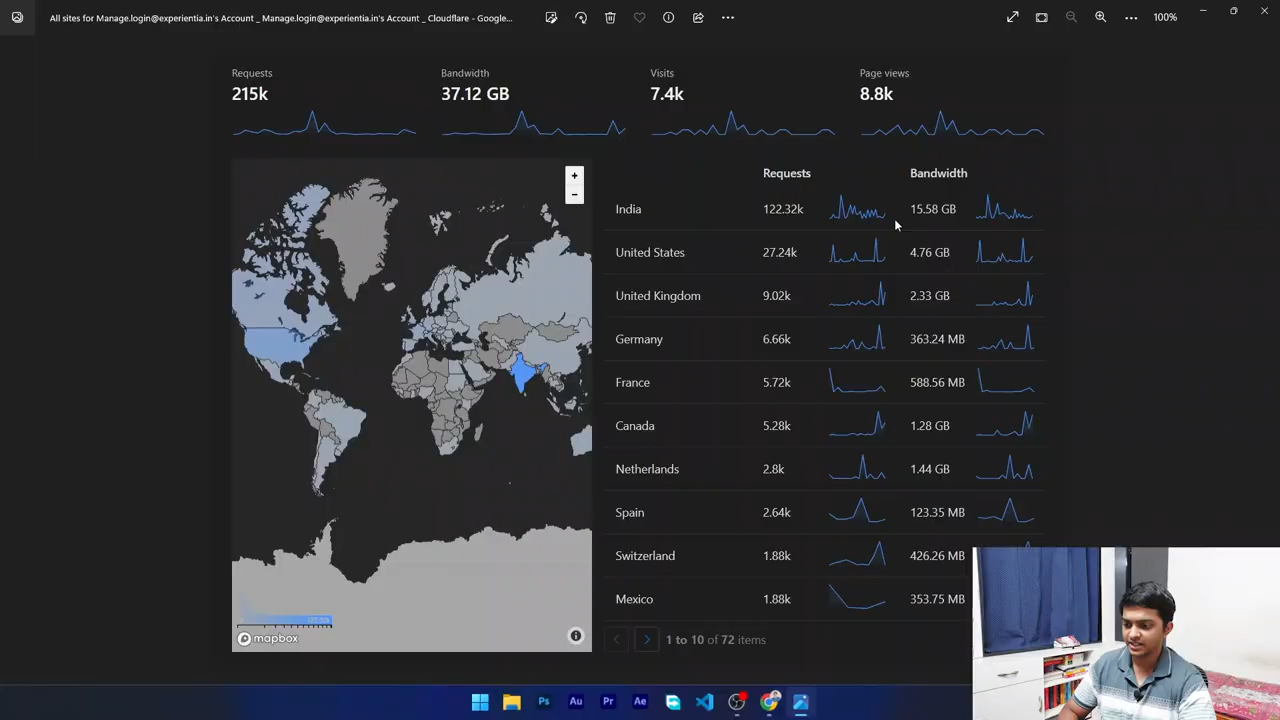 All sites for Manage.login@experientia.in's Account _ Manage.login@experientia.in's Account _ Cloudflare - Google...
100%
Requests
215k
Bandwidth
37.12 GB
Visits
7.4k
Page views
8.8k
+
−
Requests Bandwidth
India 122.32k 15.58 GB
United States 27.24k 4.76 GB
United Kingdom 9.02k 2.33 GB
Germany 6.66k 363.24 MB
France 5.72k 588.56 MB
Canada 5.28k 1.28 GB
Netherlands 2.8k 1.44 GB
Spain 2.64k 123.35 MB
Switzerland 1.88k 426.26 MB
Mexico 1.88k 353.75 MB
mapbox
1 to 10 of 72 items
Ps Au Pr Ae